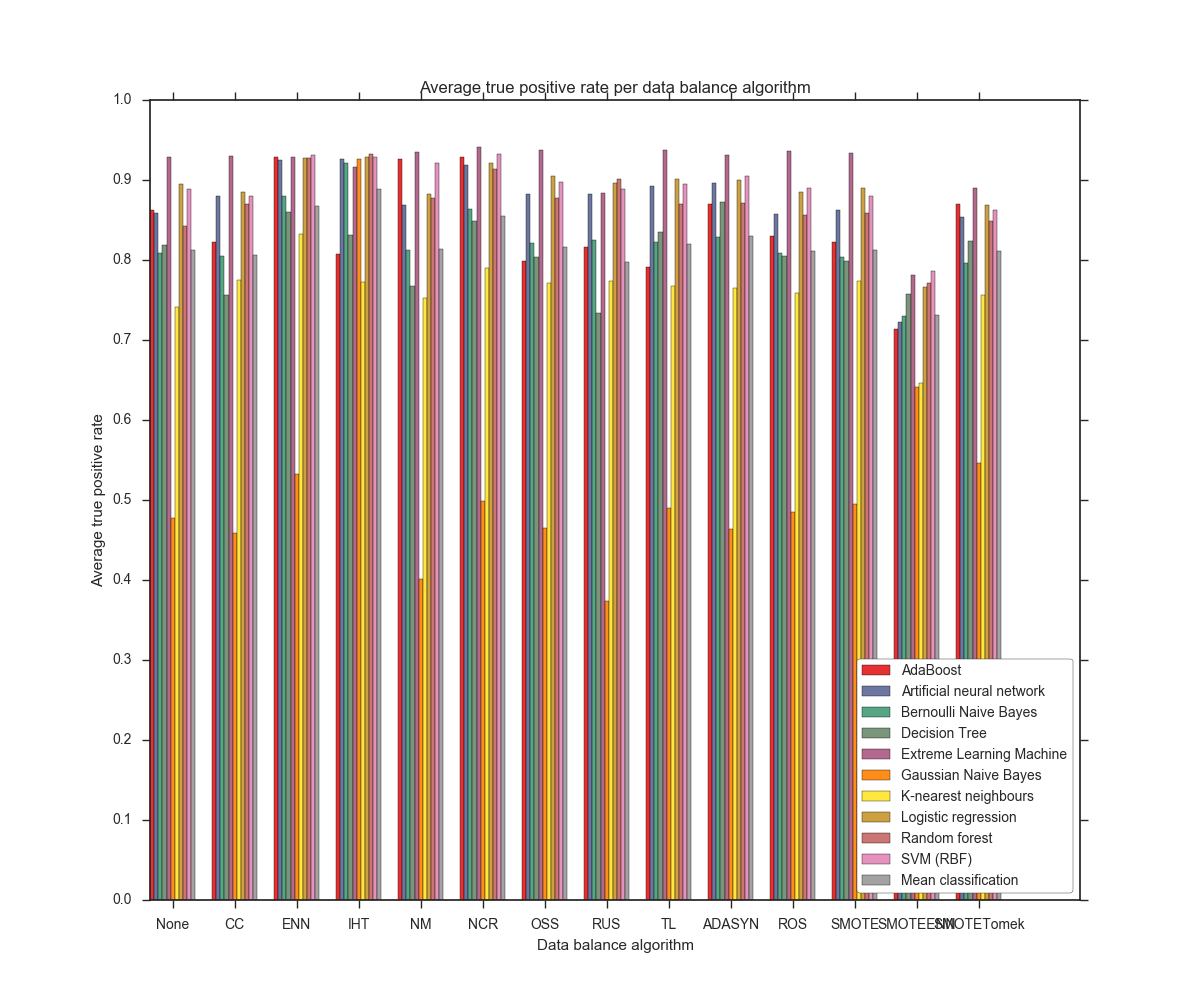 Average true positive rate per data balance algorithm
1.0
0.9
0.8
0.7
0.6
0.5
0.4
0.3
0.2
0.1
0.0
Average true positive rate
AdaBoost
Artificial neural network
Bernoulli Naive Bayes
Decision Tree
Extreme Learning Machine
Gaussian Naive Bayes
K-nearest neighbours
Logistic regression
Random forest
SVM (RBF)
Mean classification
None CC ENN IHT NM NCR OSS RUS TL ADASYN ROS SMOTE SMOTEENN SMOTETomek
Data balance algorithm